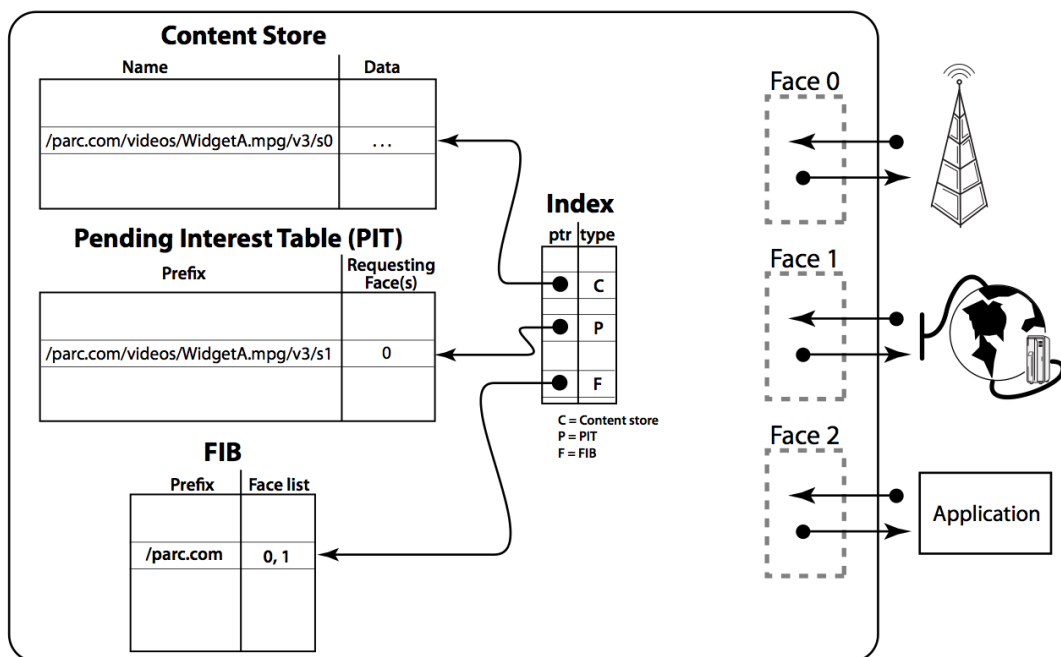 Content Store
Name Data
/parc.com/videos/WidgetA.mpg/v3/s0 ...
Pending Interest Table (PIT)
Prefix Requesting
Face(s)
/parc.com/videos/WidgetA.mpg/v3/s1 0
FIB
Prefix Face list
/parc.com 0, 1
Index
ptr type
C
P
F
C = Content store
P = PIT
F = FIB
Face 0
Face 1
Face 2
Application